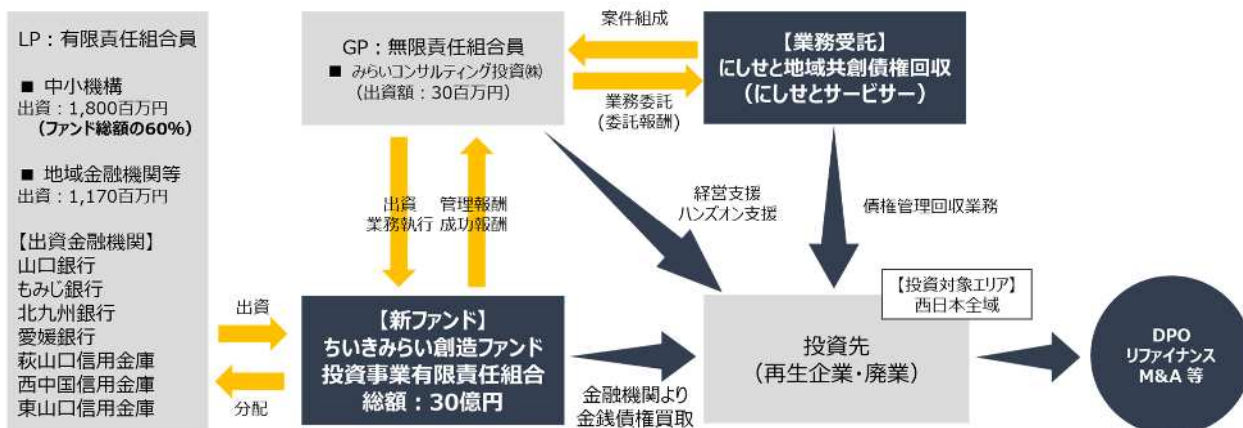 LP：有限責任組合員
■ 中小機構
出資：1,800百万円
（ファンド総額の60％）
■ 地域金融機関等
出資：1,170百万円
【出資金融機関】
山口銀行
もみじ銀行
北九州銀行
愛媛銀行
萩山口信用金庫
西中国信用金庫
東山口信用金庫
GP：無限責任組合員
■ みらいコンサルティング投資㈱
（出資額：30百万円）
案件組成
業務委託
(委託報酬)
【業務受託】
にしせと地域共創債権回収
（にしせとサービサー）
出資
業務執行
管理報酬
成功報酬
経営支援
ハンズオン支援
債権管理回収業務
出資
分配
【新ファンド】
ちいきみらい創造ファンド
投資事業有限責任組合
総額：30億円
金融機関より
金銭債権買取
【投資対象エリア】
西日本全域
投資先
（再生企業・廃業）
DPO
リファイナンス
M&A 等